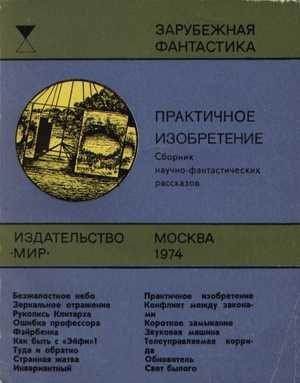 ЗАРУБЕЖНАЯ
ФАНТАСТИКА
ПРАКТИЧНОЕ
ИЗОБРЕТЕНИЕ
Сборник
научно-фантастических
рассказов
ИЗДАТЕЛЬСТВО
«МИР»
МОСКВА
1974
Безжалостное небо
Зеркальное отражение
Рукопись Клитарха
Ошибка профессора
Фэйрбенка
Как быть с «Эйфи»?
Туда и обратно
Странная жатва
Инвариантный
Практичное изобретение
Конфликт между закона-
ми
Короткое замыкание
Звуковая машина
Телеуправляемая корри-
да
Обновитель
Свет былого